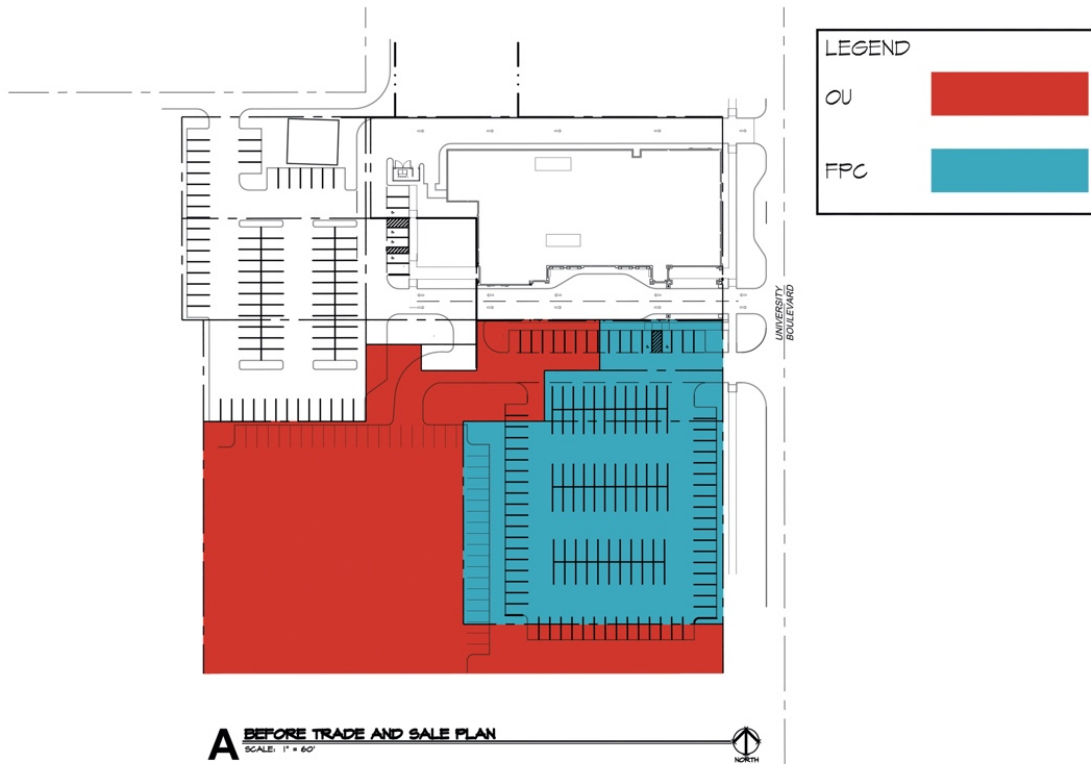 LEGEND
OU
FPC
UNIVERSITY
BOULEVARD
A BEFORE TRADE AND SALE PLAN
SCALE: 1" = 60'
NORTH